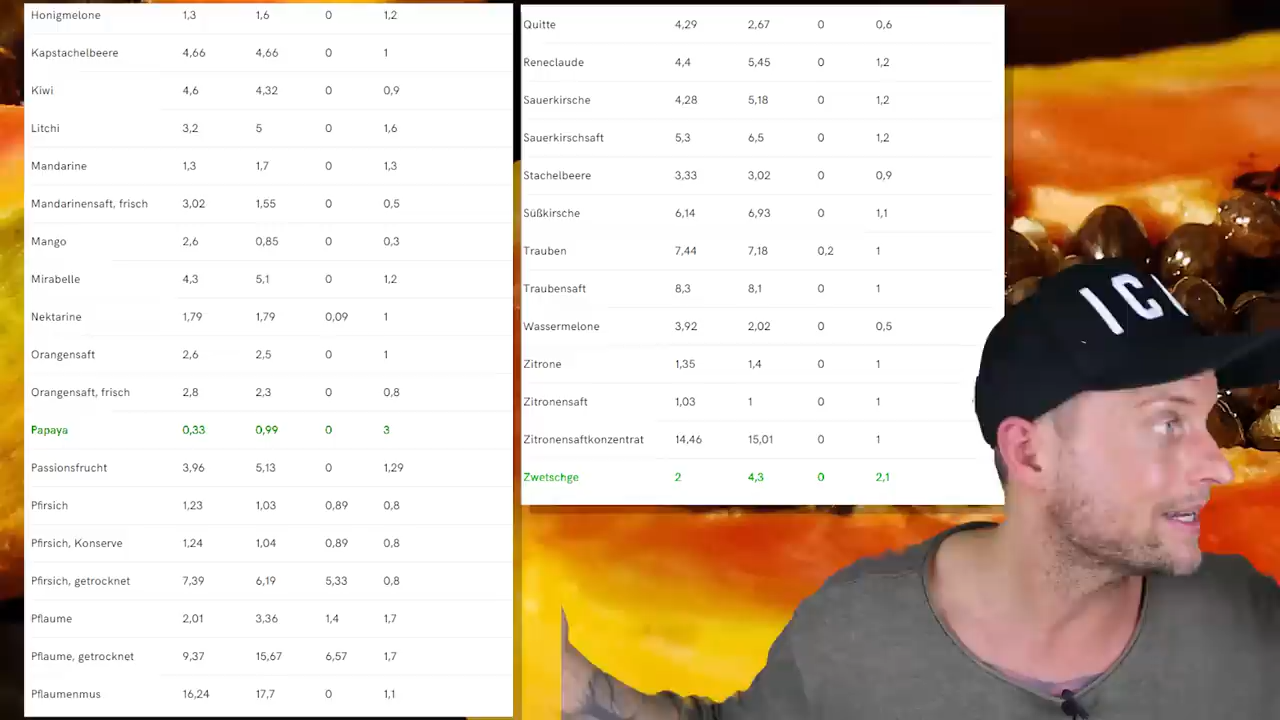 Honigmelone 1,3 1,6 0 1,2
Kapstachelbeere 4,66 4,66 0 1
Kiwi 4,6 4,32 0 0,9
Litchi 3,2 5 1,6
Mandarine 1,3 1,7 0 1,3
Mandarinensaft, frisch 3,02 1,55 0 0,5
Mango 2,6 0,85 0 0,3
Mirabelle 4,3 5,1 0 1,2
Nektarine 1,79 1,79 0,09 1
Orangensaft 2,6 2,5 0 1
Orangensaft, frisch 2,8 2,3 0 0,8
Papaya 0,33 0,99 0 3
Passionsfrucht 3,96 5,13 0 1,29
Pfirsich 1,23 1,03 0,89 0,8
Pfirsich, Konserve 1,24 1,04 0,89 0,8
Pfirsich, getrocknet 7,39 6,19 5,33 0,8
Pflaume 2,01 3,36 1,4 1,7
Pflaume, getrocknet 9,37 15,67 6,57 1,7
Pflaumenmus 16,24 17,7 0 1,1
Quitte 4,29 2,67 0 0,6
Reneclaude 4,4 5,45 0 1,2
Sauerkirsche 4,28 5,18 0 1,2
Sauerkirschsaft 5,3 6,5 0 1,2
Stachelbeere 3,33 3,02 0 0,9
Süßkirsche 6,14 6,93 0 1,1
Trauben 7,44 7,18 0,2 1
Traubensaft 8,3 8,1 0 1
Wassermelone 3,92 2,02 0 0,5
Zitrone 1,35 1,4 0 1
Zitronensaft 1,03 1 0 1
Zitronensaftkonzentrat 14,46 15,01 0 1
Zwetschge 2 4,3 0 2,1